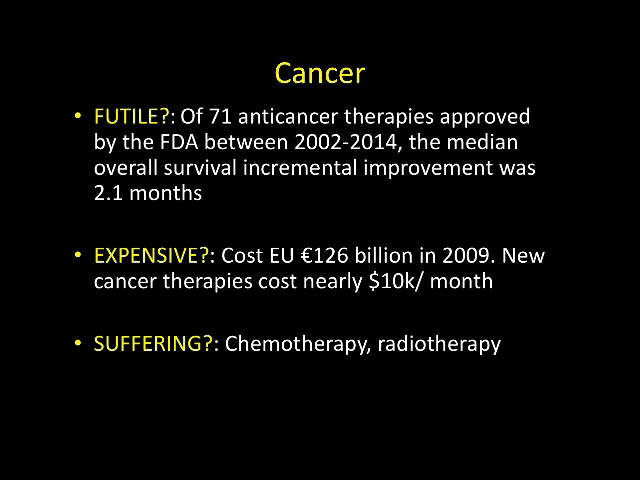 Cancer
• FUTILE?: Of 71 anticancer therapies approved
by the FDA between 2002-2014, the median
overall survival incremental improvement was
2.1 months
• EXPENSIVE?: Cost EU €126 billion in 2009. New
cancer therapies cost nearly $10k/ month
• SUFFERING?: Chemotherapy, radiotherapy